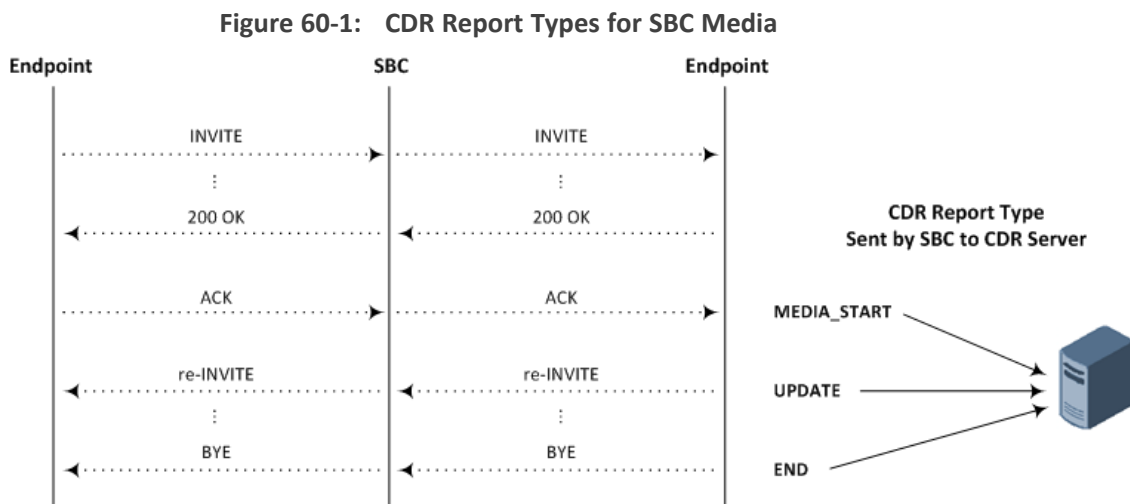 Figure 60-1: CDR Report Types for SBC Media
Endpoint SBC Endpoint
INVITE INVITE
200 OK 200 OK
CDR Report Type
Sent by SBC to CDR Server
ACK ACK
MEDIA_START
re-INVITE re-INVITE
UPDATE
BYE BYE
END